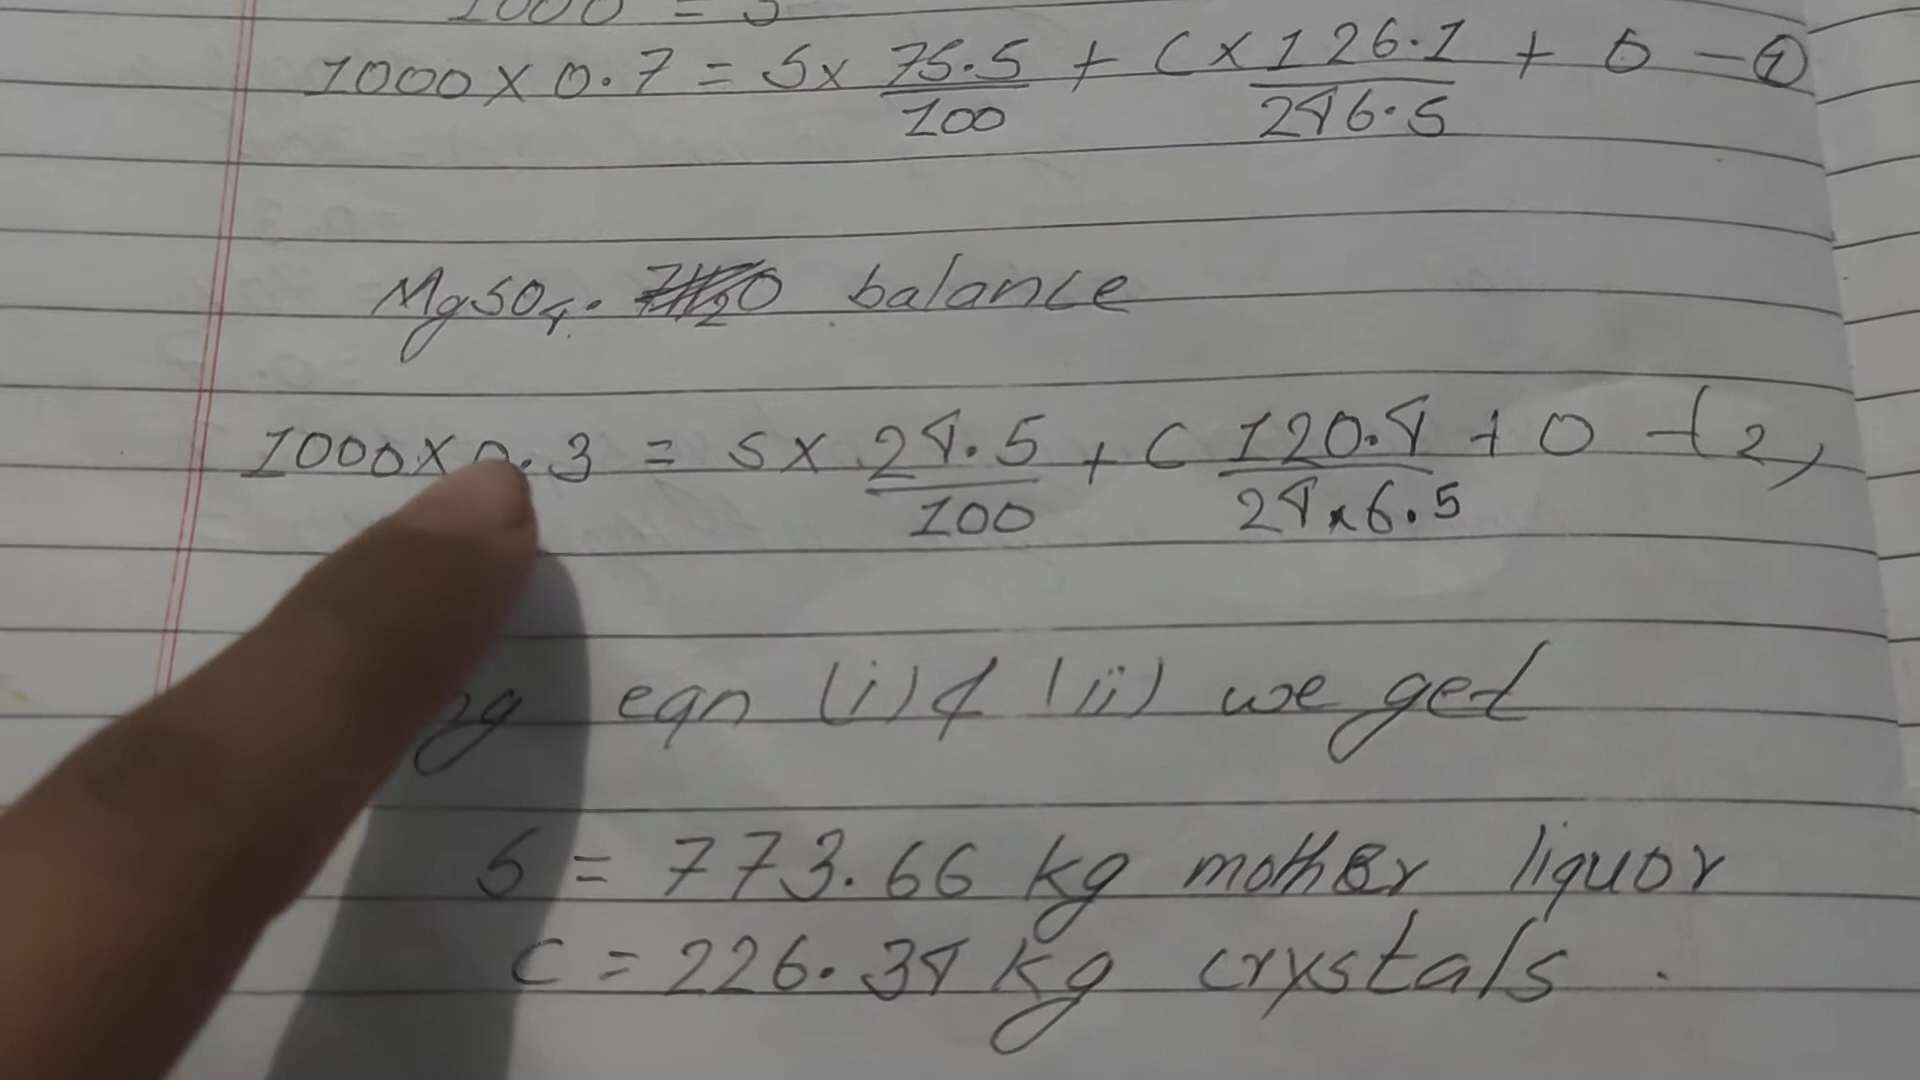 1000 × 0.7 = S × 75.5/100 + C × 126.1/246.5 + 0 - ①
MgSO4. balance
1000 × 0.3 = S × 24.5/100 + C 120.4/246.5 + 0 - (2)
eqn (i) & (ii) we get
S = 773.66 kg mother liquor
C = 226.34 kg crystals.